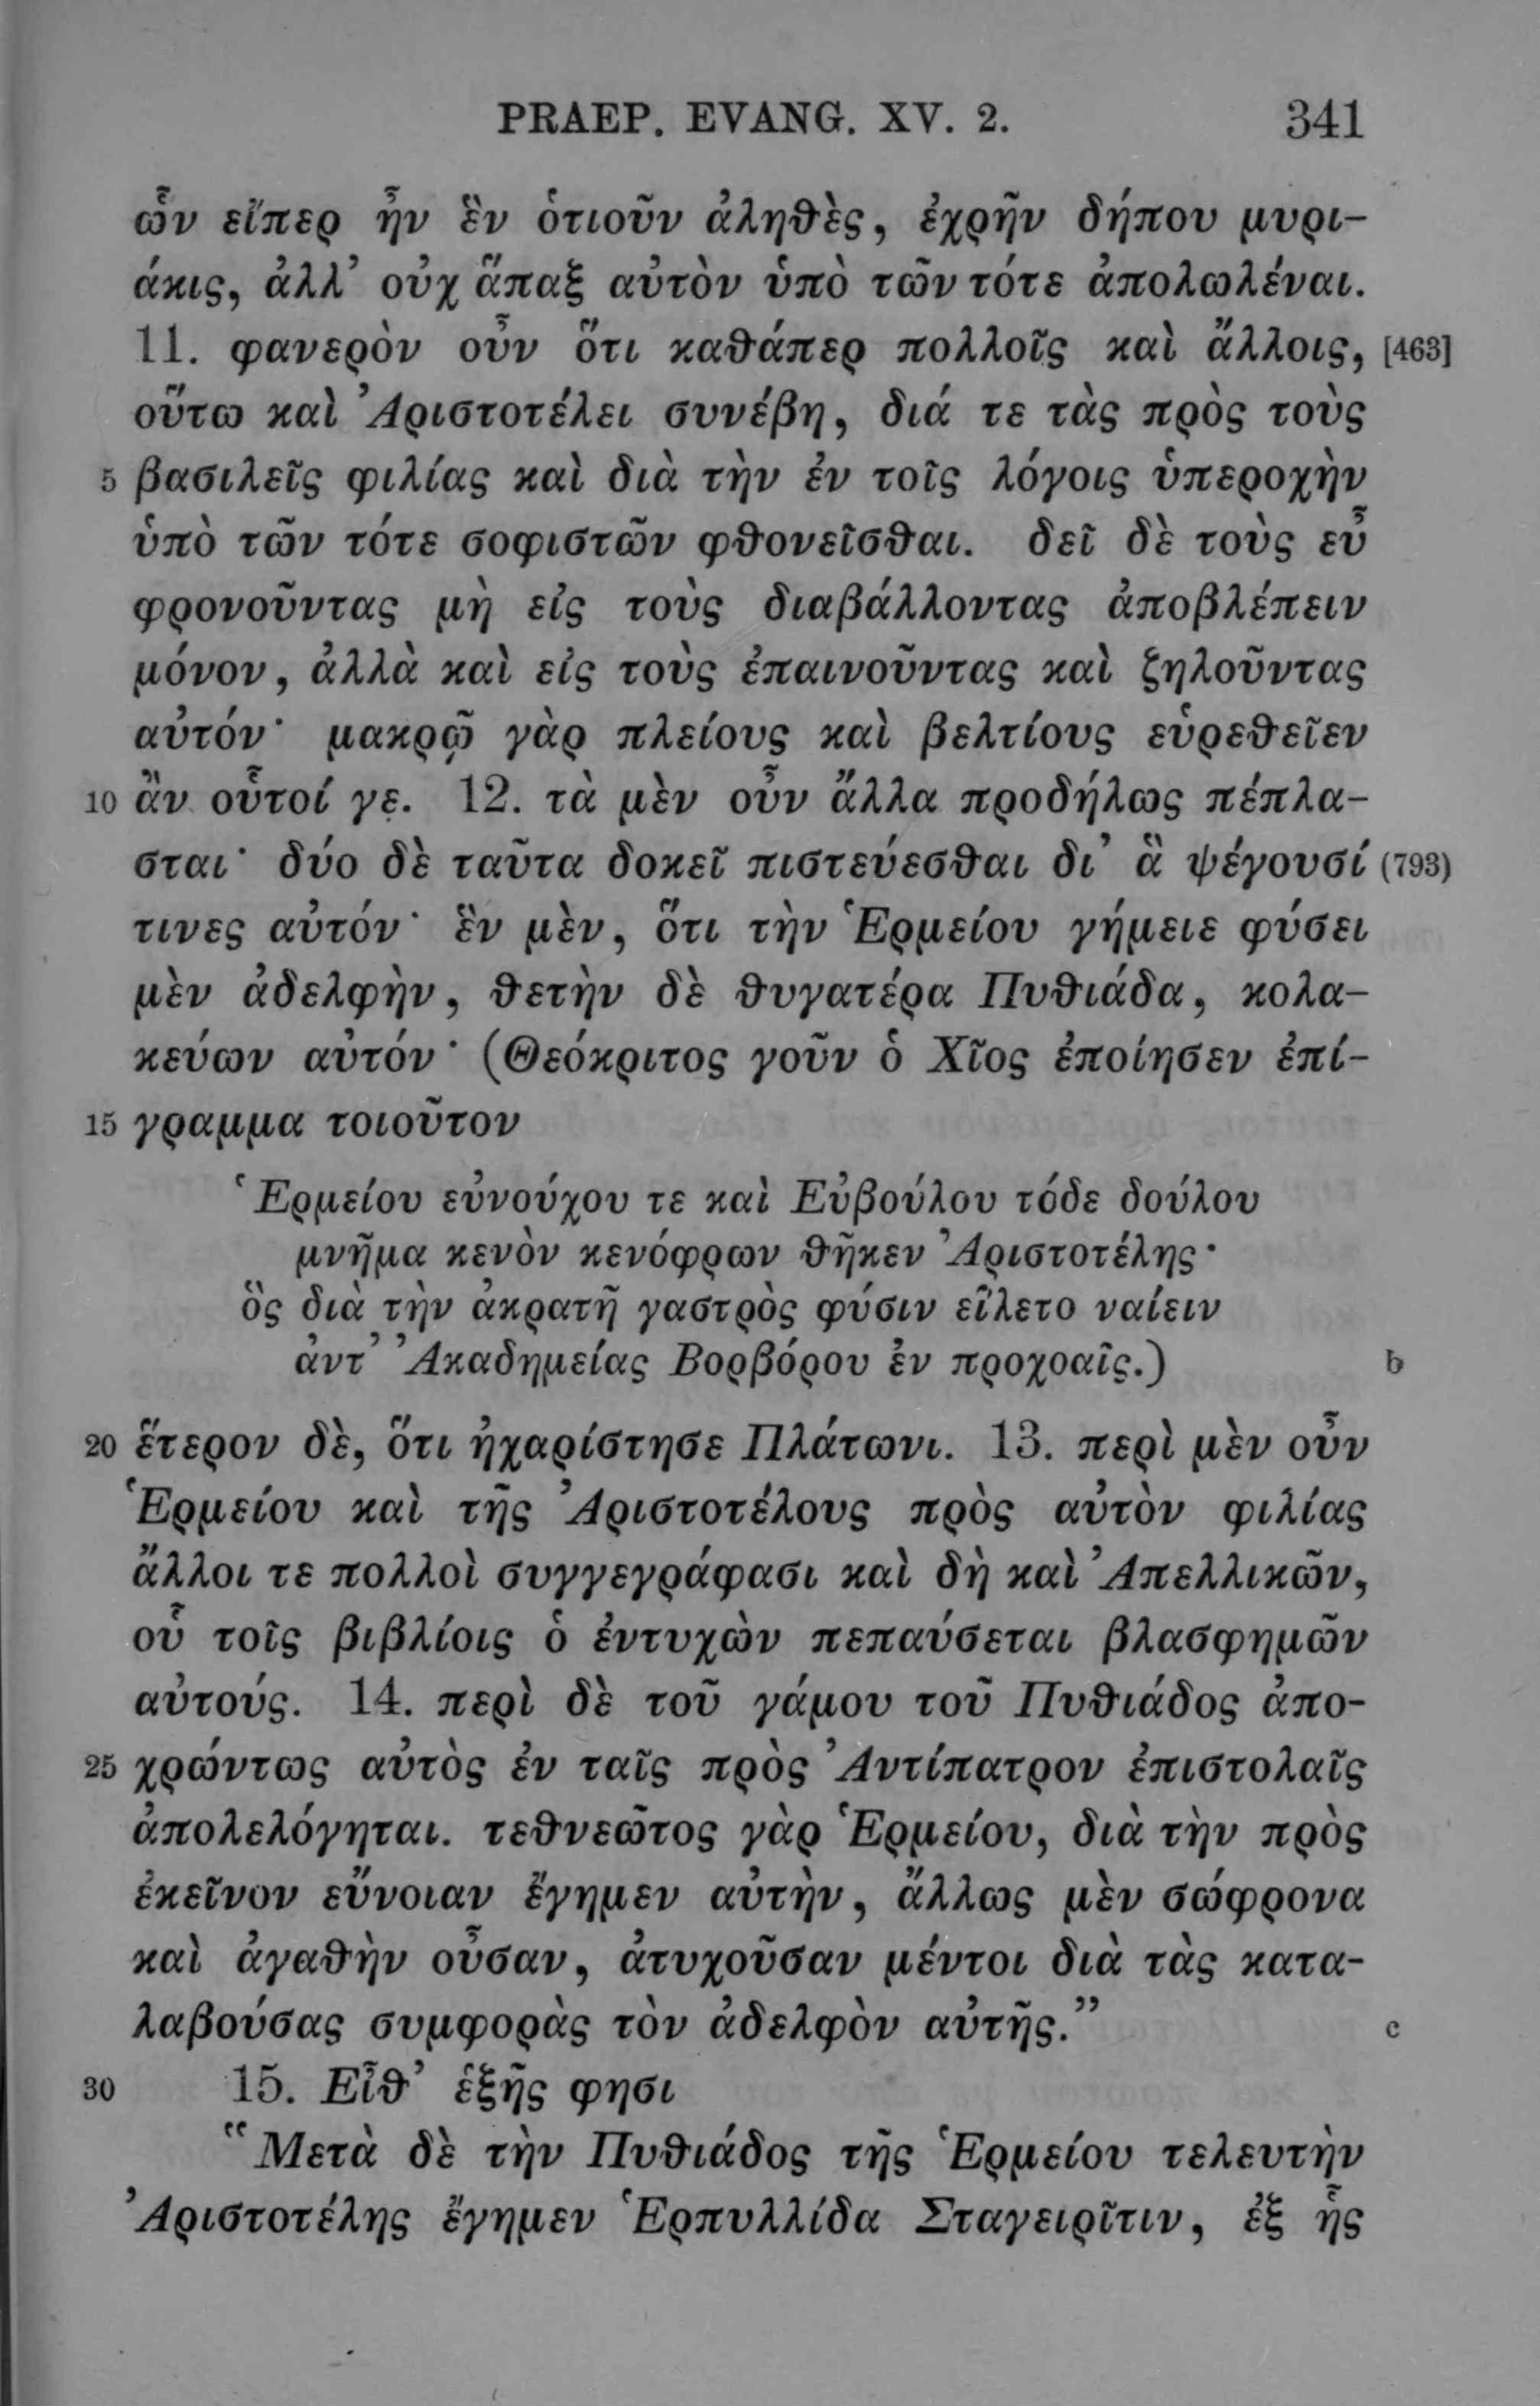 PRAEP. EVANG. XV. 2. 341
ὧν εἴπερ ἦν ἓν ὁτιοῦν ἀληθὲς, ἐχρῆν δήπου μυρι-
άκις, ἀλλ’ οὐχ ἅπαξ αὐτὸν ὑπὸ τῶν τότε ἀπολωλέναι.
11. φανερὸν οὖν ὅτι καθάπερ πολλοῖς καὶ ἄλλοις, [463]
οὕτω καὶ Ἀριστοτέλει συνέβη, διά τε τὰς πρὸς τοὺς
5 βασιλεῖς φιλίας καὶ διὰ τὴν ἐν τοῖς λόγοις ὑπεροχὴν
ὑπὸ τῶν τότε σοφιστῶν φθονεῖσθαι. δεῖ δὲ τοὺς εὖ
φρονοῦντας μὴ εἰς τοὺς διαβάλλοντας ἀποβλέπειν
μόνον, ἀλλὰ καὶ εἰς τοὺς ἐπαινοῦντας καὶ ζηλοῦντας
αὐτόν· μακρῷ γὰρ πλείους καὶ βελτίους εὑρεθεῖεν
10 ἂν οὗτοί γε. 12. τὰ μὲν οὖν ἄλλα προδήλως πέπλα-
σται· δύο δὲ ταῦτα δοκεῖ πιστεύεσθαι δι’ ἃ ψέγουσί (793)
τινες αὐτόν· ἓν μὲν, ὅτι τὴν Ἑρμείου γήμειε φύσει
μὲν ἀδελφὴν, θετὴν δὲ θυγατέρα Πυθιάδα, κολα-
κεύων αὐτόν· (Θεόκριτος γοῦν ὁ Χῖος ἐποίησεν ἐπί-
15 γραμμα τοιοῦτον
Ἑρμείου εὐνούχου τε καὶ Εὐβούλου τόδε δούλου
μνῆμα κενὸν κενόφρων θῆκεν Ἀριστοτέλης·
ὃς διὰ τὴν ἀκρατῆ γαστρὸς φύσιν εἵλετο ναίειν
ἀντ’ Ἀκαδημείας Βορβόρου ἐν προχοαῖς.) b
20 ἕτερον δὲ, ὅτι ἠχαρίστησε Πλάτωνι. 13. περὶ μὲν οὖν
Ἑρμείου καὶ τῆς Ἀριστοτέλους πρὸς αὐτὸν φιλίας
ἄλλοι τε πολλοὶ συγγεγράφασι καὶ δὴ καὶ Ἀπελλικῶν,
οὗ τοῖς βιβλίοις ὁ ἐντυχὼν πεπαύσεται βλασφημῶν
αὐτούς. 14. περὶ δὲ τοῦ γάμου τοῦ Πυθιάδος ἀπο-
25 χρώντως αὐτὸς ἐν ταῖς πρὸς Ἀντίπατρον ἐπιστολαῖς
ἀπολελόγηται. τεθνεῶτος γὰρ Ἑρμείου, διὰ τὴν πρὸς
ἐκεῖνον εὔνοιαν ἔγημεν αὐτὴν, ἄλλως μὲν σώφρονα
καὶ ἀγαθὴν οὖσαν, ἀτυχοῦσαν μέντοι διὰ τὰς κατα-
λαβούσας συμφορὰς τὸν ἀδελφὸν αὐτῆς.” c
30 15. Εἶθ’ ἑξῆς φησι
“Μετὰ δὲ τὴν Πυθιάδος τῆς Ἑρμείου τελευτὴν
Ἀριστοτέλης ἔγημεν Ἑρπυλλίδα Σταγειρῖτιν, ἐξ ἧς